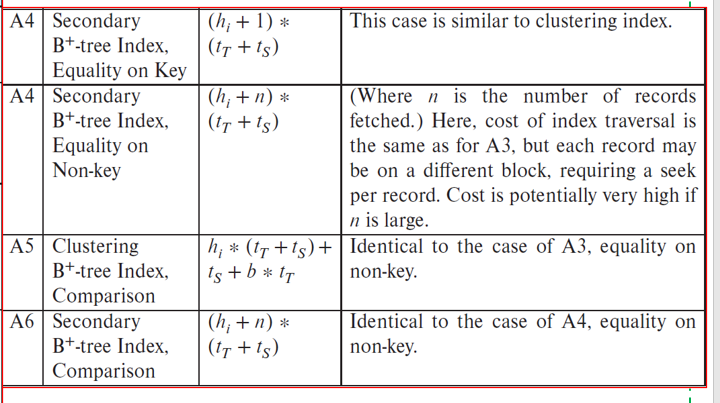 A4 Secondary B⁺-tree Index, Equality on Key (hᵢ + 1) ∗ (t_T + t_S) This case is similar to clustering index.
A4 Secondary B⁺-tree Index, Equality on Non-key (hᵢ + n) ∗ (t_T + t_S) (Where n is the number of records
fetched.) Here, cost of index traversal is
the same as for A3, but each record may
be on a different block, requiring a seek
per record. Cost is potentially very high if
n is large.
A5 Clustering B⁺-tree Index, Comparison hᵢ ∗ (t_T + t_S) + t_S + b ∗ t_T Identical to the case of A3, equality on
non-key.
A6 Secondary B⁺-tree Index, Comparison (hᵢ + n) ∗ (t_T + t_S) Identical to the case of A4, equality on
non-key.